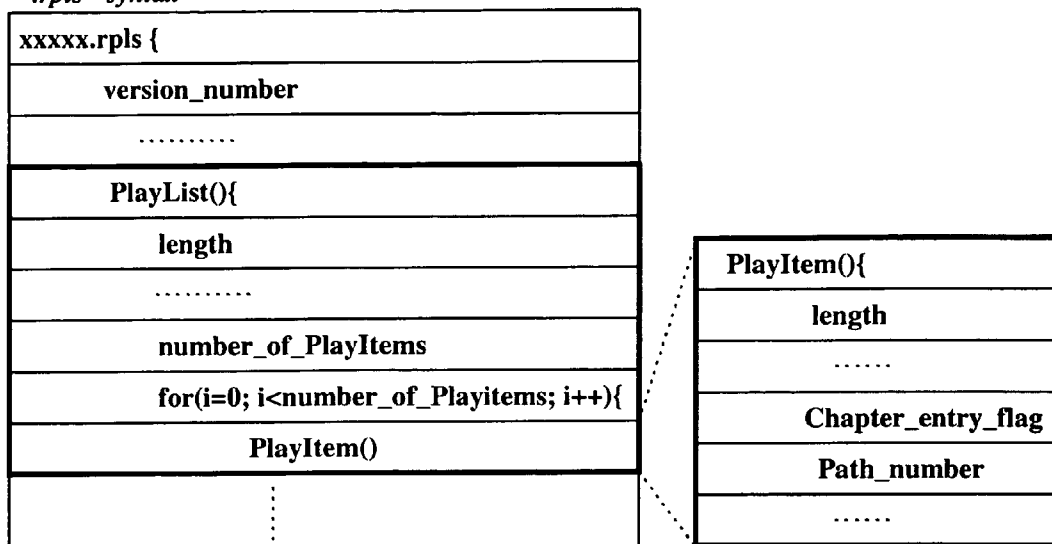 xxxxx.rpls {
version_number
..........
PlayList(){
length
..........
number_of_PlayItems
for(i=0; i<number_of_Playitems; i++){
PlayItem()
PlayItem(){
length
......
Chapter_entry_flag
Path_number
......